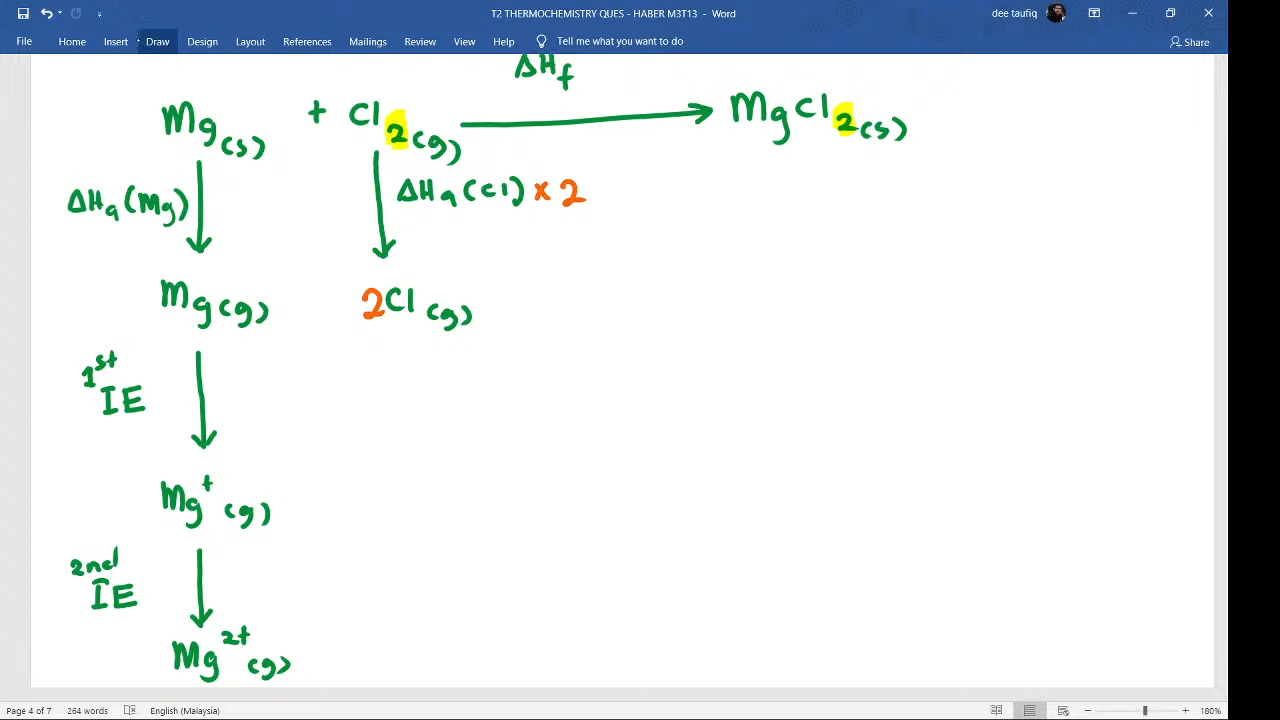 T2 THERMOCHEMISTRY QUES - HABER M3T13 - Word
dee taufiq
File Home Insert Draw Design Layout References Mailings Review View Help Tell me what you want to do Share
ΔHf
Mg(s) + Cl2(g) → MgCl2(s)
ΔHa(Mg)
ΔHa(Cl) × 2
Mg(g)
2Cl(g)
1st
IE
Mg+(g)
2nd
IE
Mg2+(g)
Page 4 of 7 264 words English (Malaysia) 180%